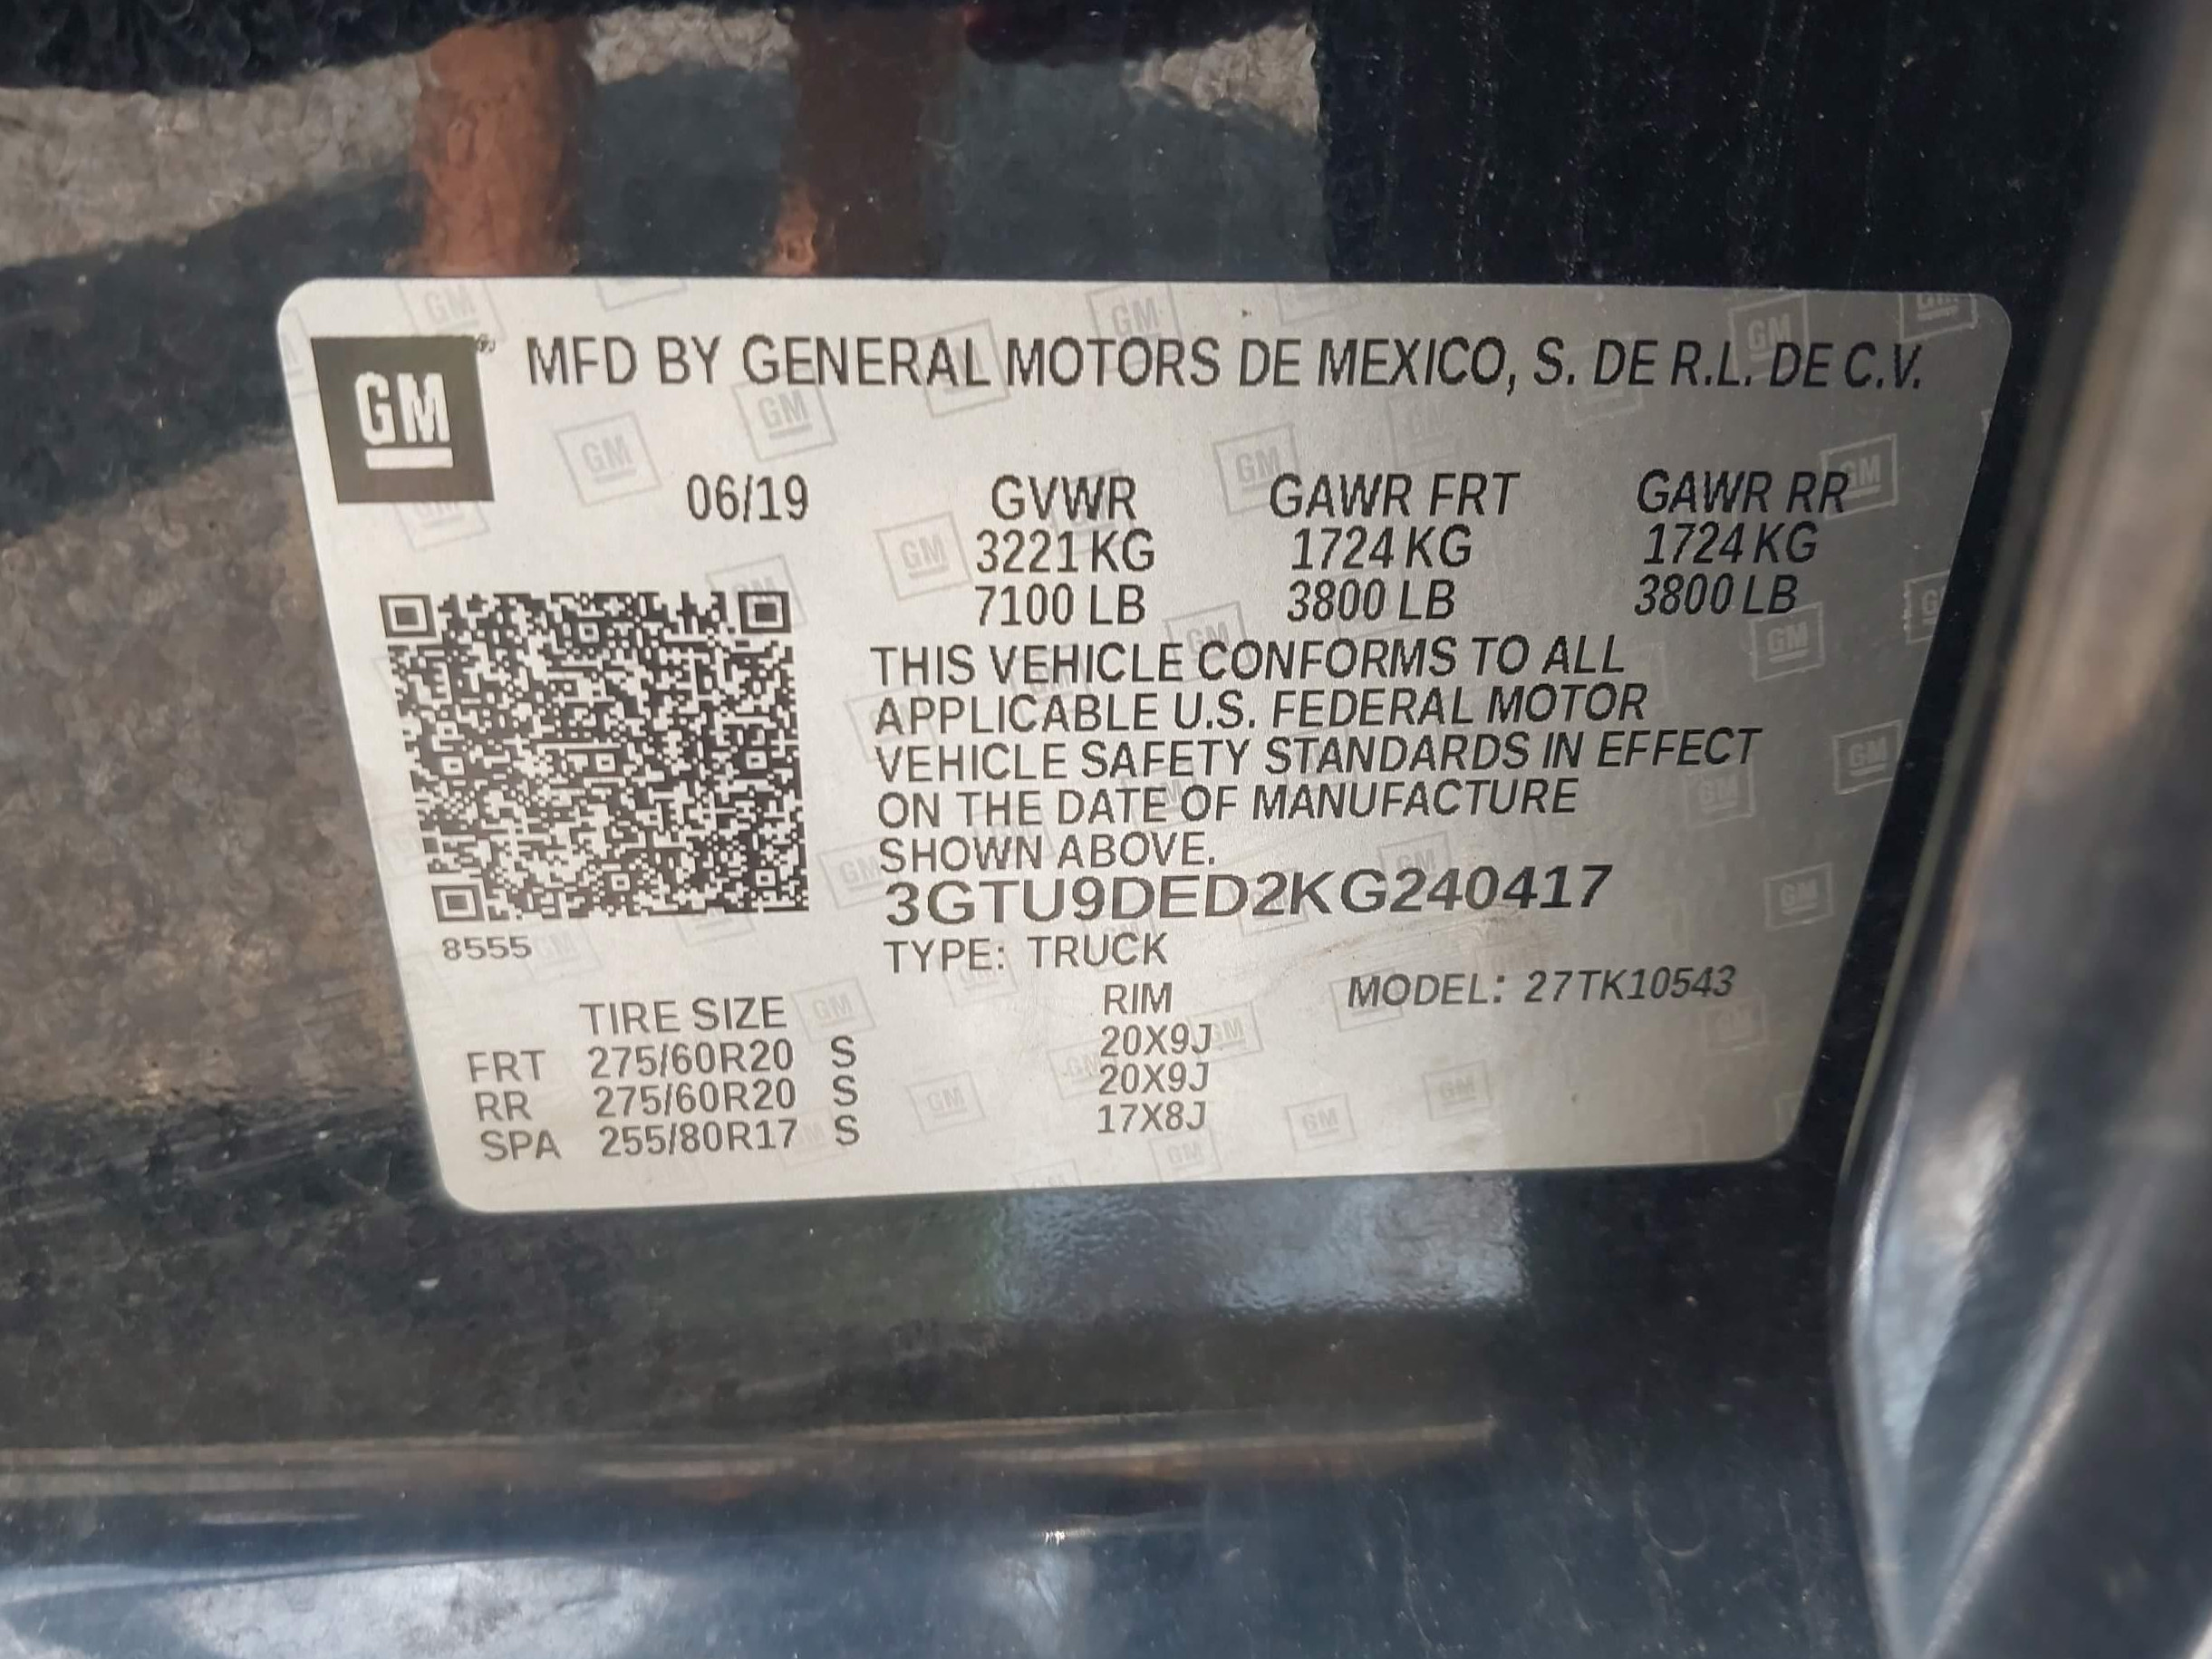 GM
MFD BY GENERAL MOTORS DE MEXICO, S. DE R.L. DE C.V.
06/19 GVWR GAWR FRT GAWR RR
3221 KG 1724 KG 1724 KG
7100 LB 3800 LB 3800 LB
THIS VEHICLE CONFORMS TO ALL
APPLICABLE U.S. FEDERAL MOTOR
VEHICLE SAFETY STANDARDS IN EFFECT
ON THE DATE OF MANUFACTURE
SHOWN ABOVE.
3GTU9DED2KG240417
8555
TYPE: TRUCK
MODEL: 27TK10543
TIRE SIZE RIM
FRT 275/60R20 S 20X9J
RR 275/60R20 S 20X9J
SPA 255/80R17 S 17X8J